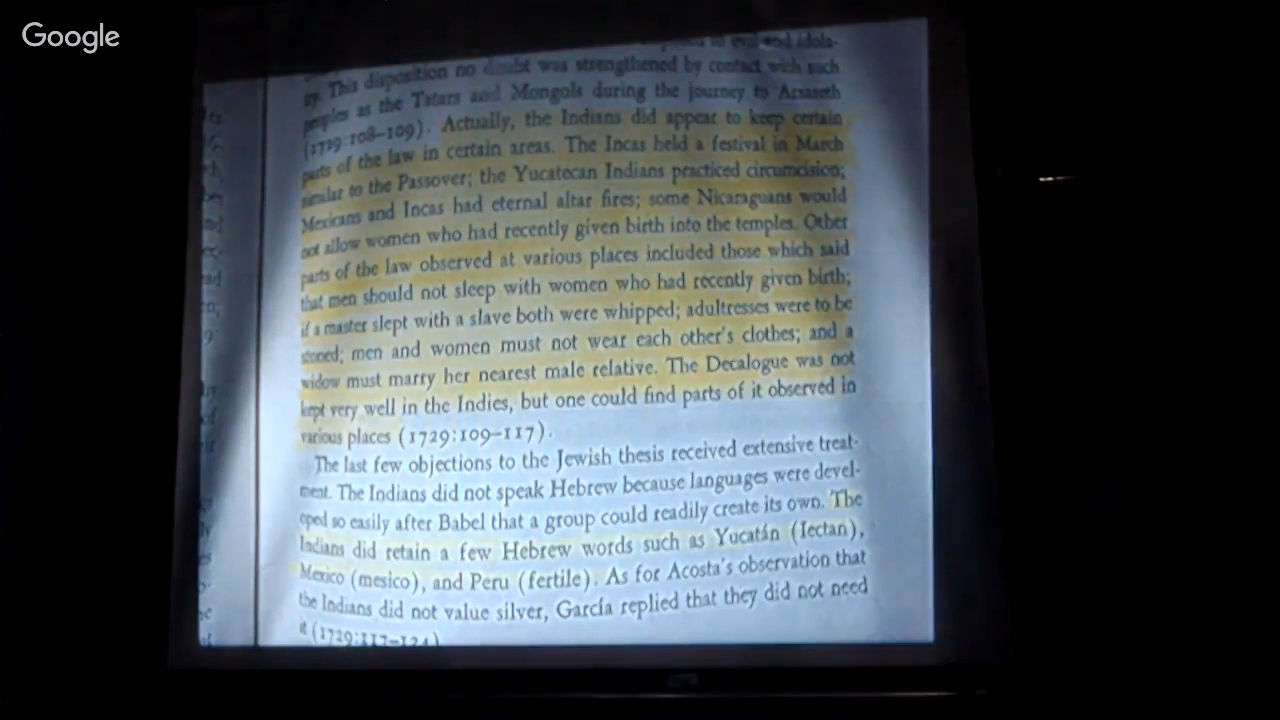 Google
to evil and idola-
ry. This disposition no doubt was strengthened by contact with such
peoples as the Tatars and Mongols during the journey to Arsareth
(1729:108–109). Actually, the Indians did appear to keep certain
parts of the law in certain areas. The Incas held a festival in March
similar to the Passover; the Yucatecan Indians practiced circumcision;
Mexicans and Incas had eternal altar fires; some Nicaraguans would
not allow women who had recently given birth into the temples. Other
parts of the law observed at various places included those which said
that men should not sleep with women who had recently given birth;
if a master slept with a slave both were whipped; adultresses were to be
stoned; men and women must not wear each other's clothes; and a
widow must marry her nearest male relative. The Decalogue was not
kept very well in the Indies, but one could find parts of it observed in
various places (1729:109–117).
The last few objections to the Jewish thesis received extensive treat-
ment. The Indians did not speak Hebrew because languages were devel-
oped so easily after Babel that a group could readily create its own. The
Indians did retain a few Hebrew words such as Yucatán (Iectan),
Mexico (mesico), and Peru (fertile). As for Acosta's observation that
the Indians did not value silver, García replied that they did not need
it (1729:117–124)